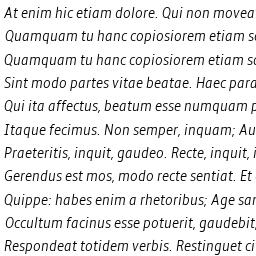 At enim hic etiam dolore. Qui non movea
Quamquam tu hanc copiosiorem etiam so
Quamquam tu hanc copiosiorem etiam so
Sint modo partes vitae beatae. Haec para
Qui ita affectus, beatum esse numquam p
Itaque fecimus. Non semper, inquam; Au
Praeteritis, inquit, gaudeo. Recte, inquit, i
Gerendus est mos, modo recte sentiat. Et
Quippe: habes enim a rhetoribus; Age sar
Occultum facinus esse potuerit, gaudebit,
Respondeat totidem verbis. Restinguet ci